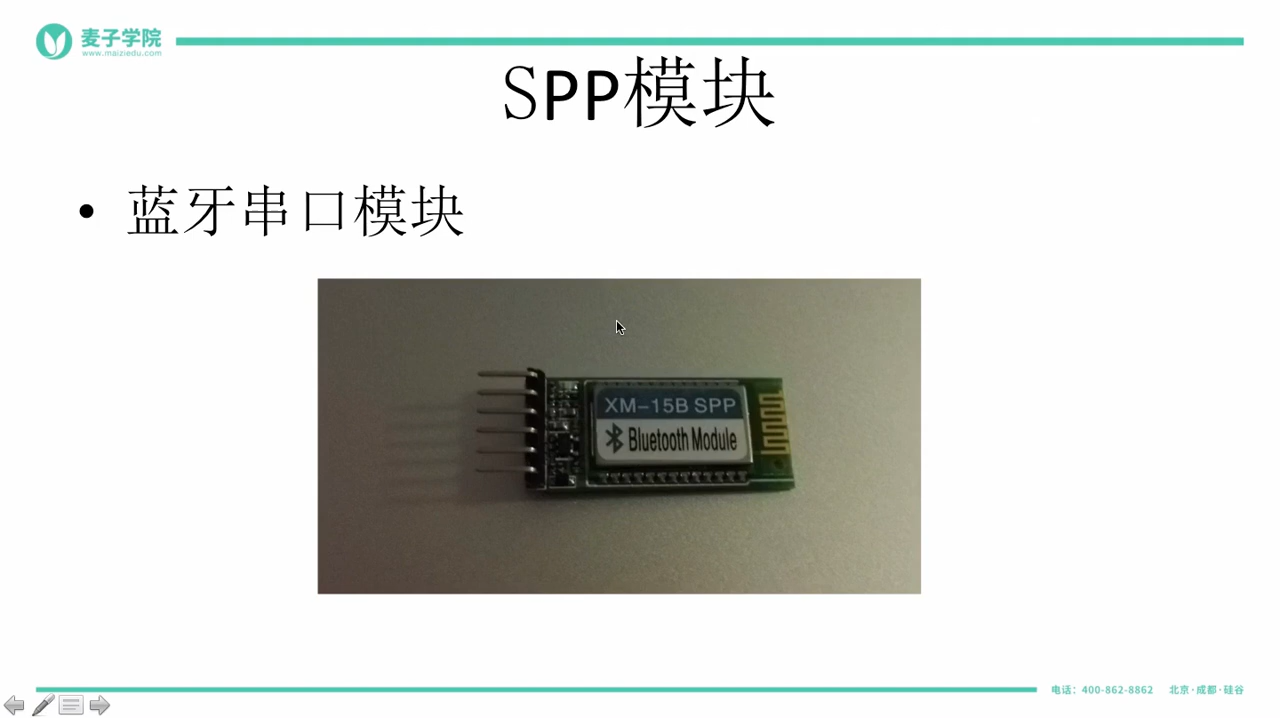 麦子学院
www.maiziedu.com
SPP模块
• 蓝牙串口模块
XM-15B SPP
Bluetooth Module
电话：400-862-8862 北京·成都·硅谷